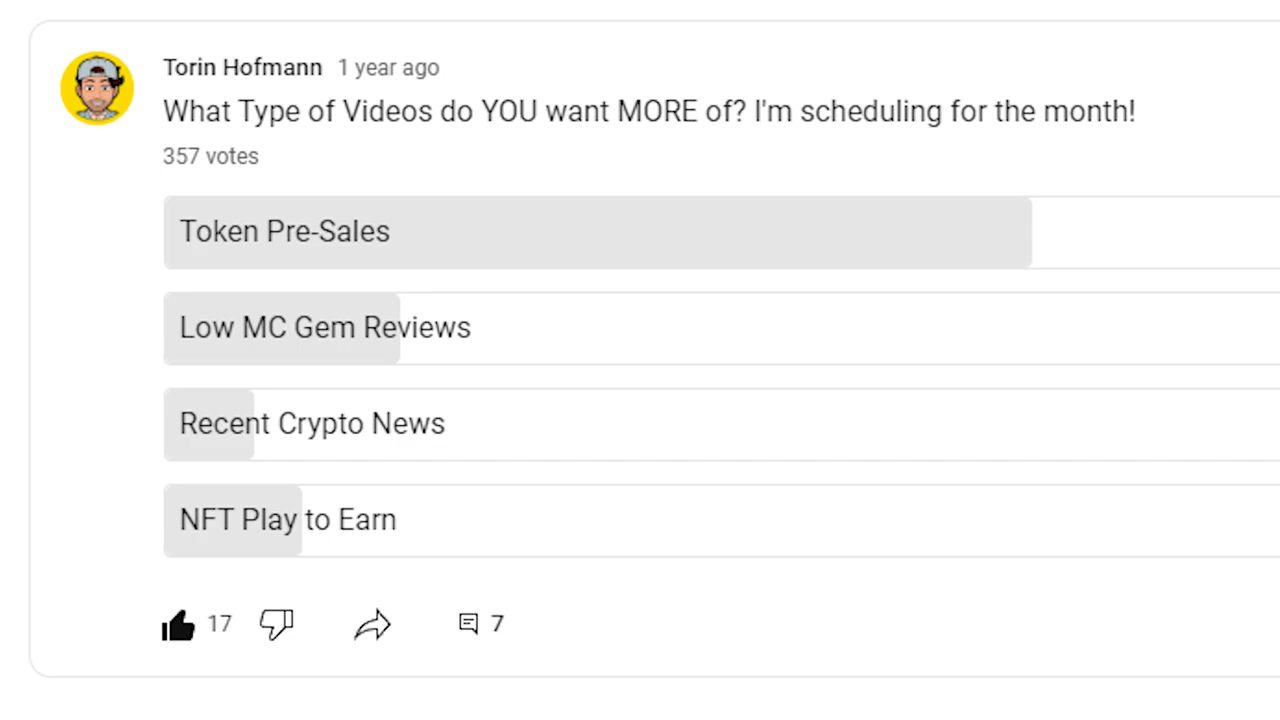 Torin Hofmann 1 year ago
What Type of Videos do YOU want MORE of? I'm scheduling for the month!
357 votes
Token Pre-Sales
Low MC Gem Reviews
Recent Crypto News
NFT Play to Earn
17 7